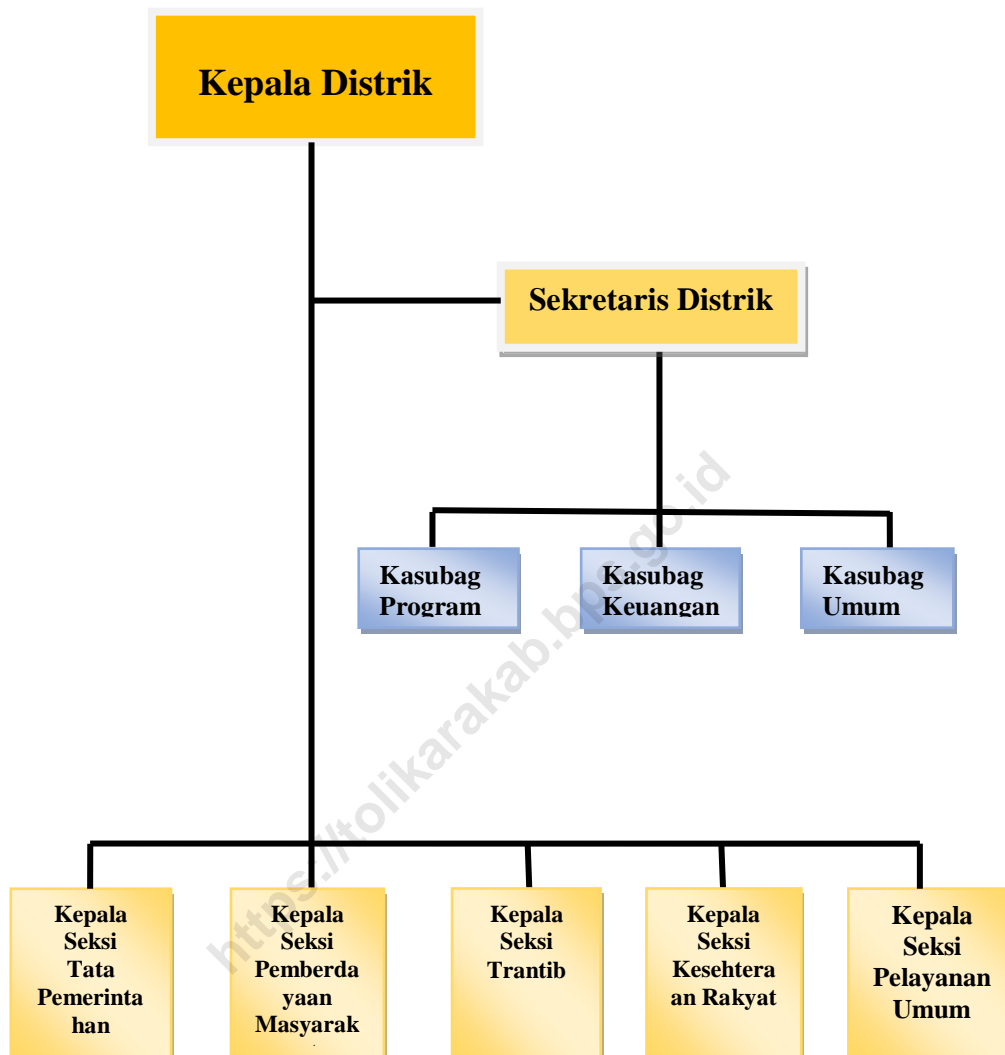 Kepala Distrik
Sekretaris Distrik
Kasubag
Program
Kasubag
Keuangan
Kasubag
Umum
https://tolikarakab.bps.go.id
Kepala
Seksi
Tata
Pemerinta
han
Kepala
Seksi
Pemberda
yaan
Masyarak
Kepala
Seksi
Trantib
Kepala
Seksi
Kesehtera
an Rakyat
Kepala
Seksi
Pelayanan
Umum